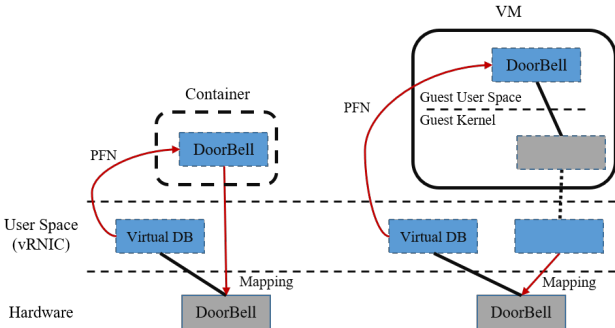 VM
DoorBell
Container
PFN
Guest User Space
Guest Kernel
DoorBell
PFN
User Space
(vRNIC)
Virtual DB
Virtual DB
Mapping
Mapping
Hardware
DoorBell
DoorBell